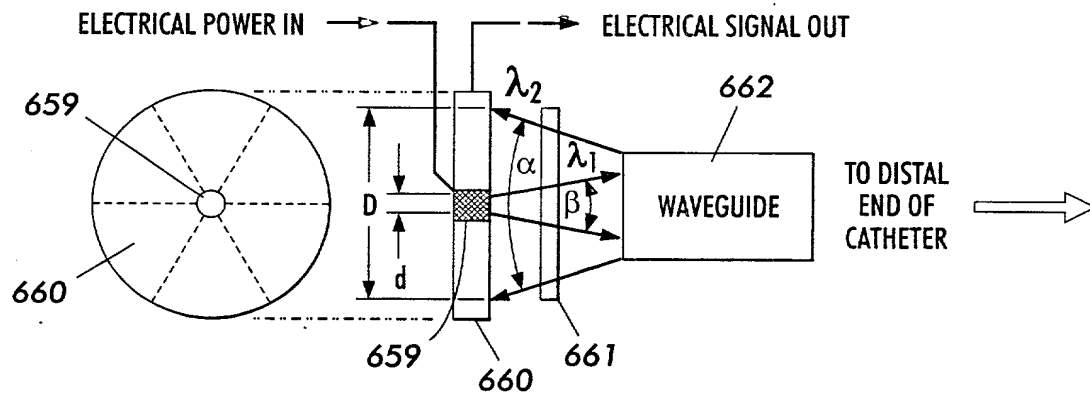 ELECTRICAL POWER IN
ELECTRICAL SIGNAL OUT
659
λ2
662
α
λ1
D
β
WAVEGUIDE
TO DISTAL
END OF
CATHETER
660
d
659
660
661